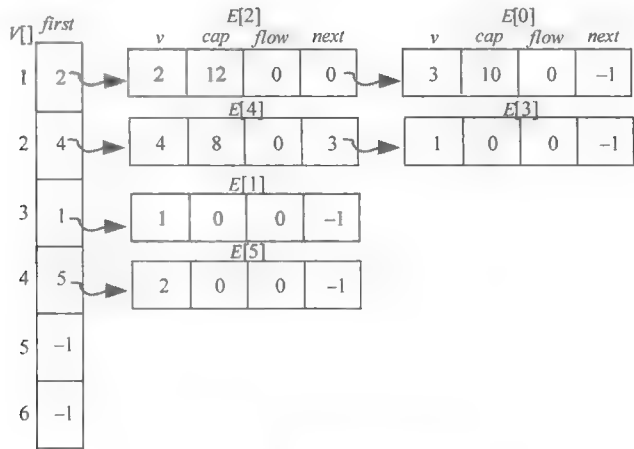 E[2] E[0]
V[] first v cap flow next v cap flow next
1 2 2 12 0 0 3 10 0 −1
E[4] E[3]
2 4 4 8 0 3 1 0 0 −1
E[1]
3 1 1 0 0 −1
E[5]
4 5 2 0 0 −1
5 −1
6 −1